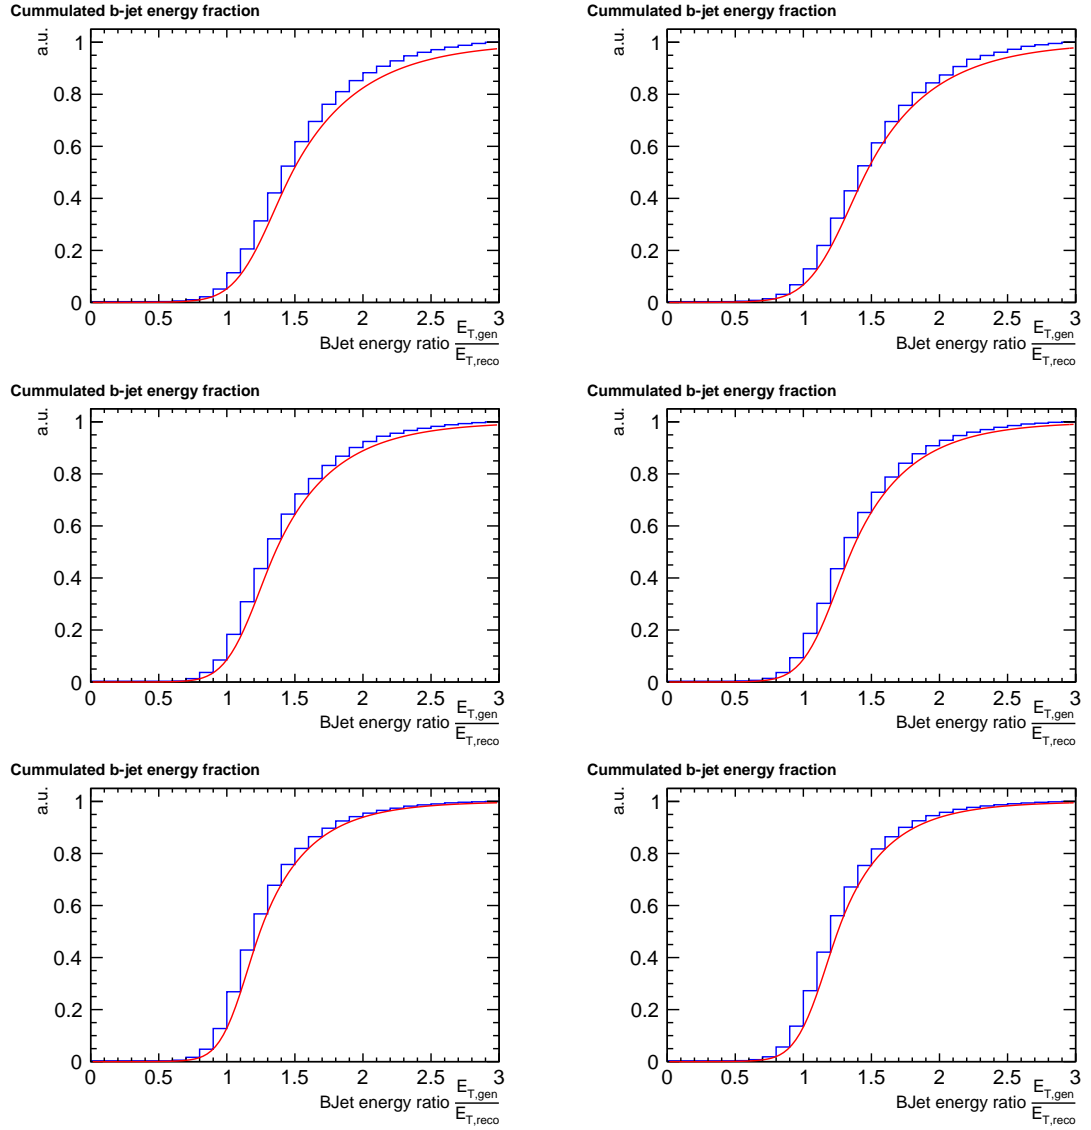 Cummulated b-jet energy fraction
a.u.
1
0.8
0.6
0.4
0.2
0
0 0.5 1 1.5 2 2.5 3
BJet energy ratio E_T,gen
E_T,reco
Cummulated b-jet energy fraction
a.u.
1
0.8
0.6
0.4
0.2
0
0 0.5 1 1.5 2 2.5 3
BJet energy ratio E_T,gen
E_T,reco
Cummulated b-jet energy fraction
a.u.
1
0.8
0.6
0.4
0.2
0
0 0.5 1 1.5 2 2.5 3
BJet energy ratio E_T,gen
E_T,reco
Cummulated b-jet energy fraction
a.u.
1
0.8
0.6
0.4
0.2
0
0 0.5 1 1.5 2 2.5 3
BJet energy ratio E_T,gen
E_T,reco
Cummulated b-jet energy fraction
a.u.
1
0.8
0.6
0.4
0.2
0
0 0.5 1 1.5 2 2.5 3
BJet energy ratio E_T,gen
E_T,reco
Cummulated b-jet energy fraction
a.u.
1
0.8
0.6
0.4
0.2
0
0 0.5 1 1.5 2 2.5 3
BJet energy ratio E_T,gen
E_T,reco